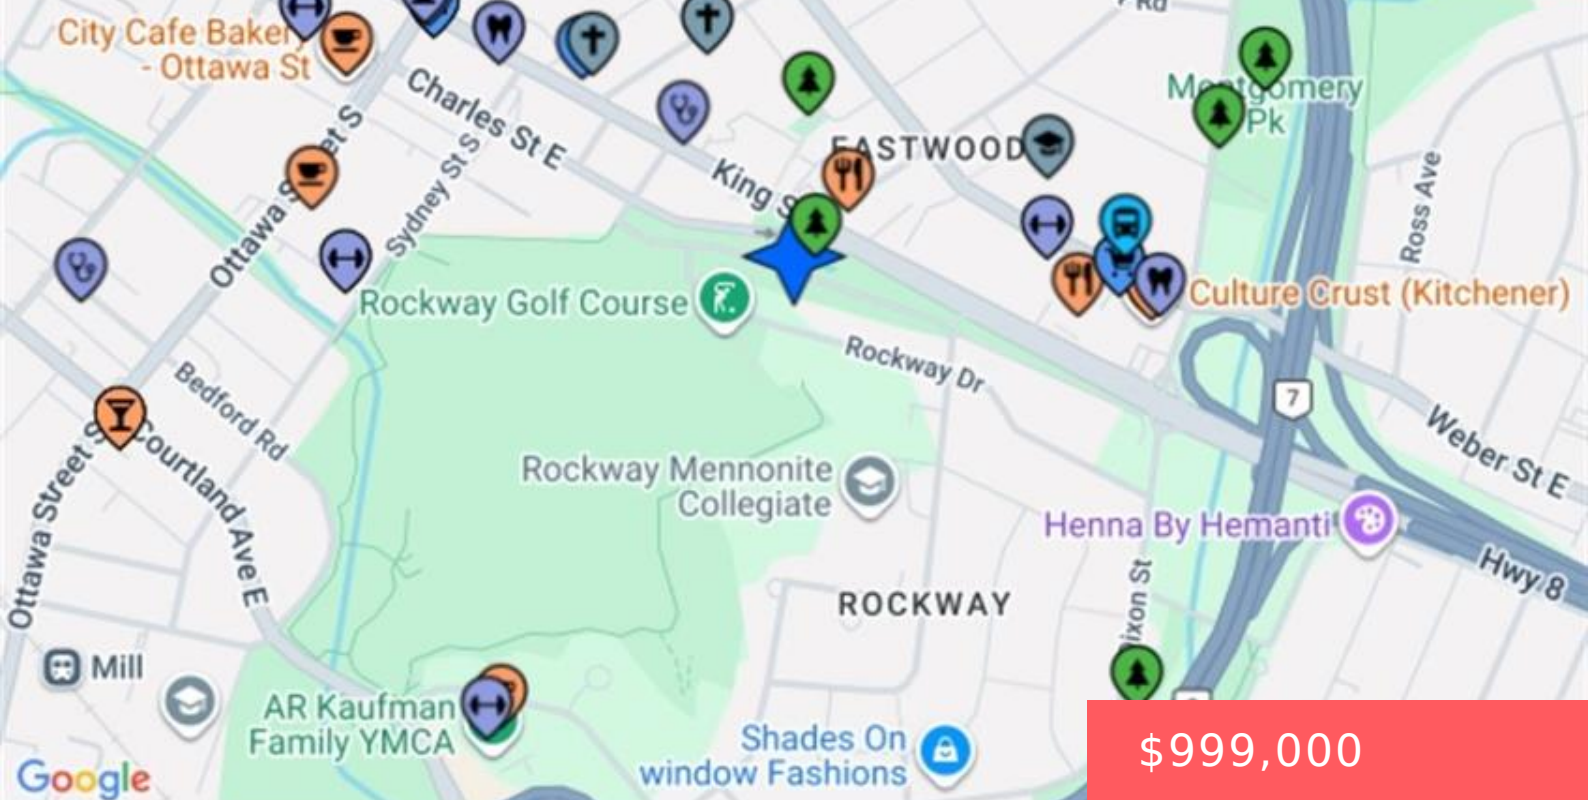 City Cafe Bakery
- Ottawa St
Charles St E
Sydney St S
King S
EASTWOOD
Montgomery
Pk
Ross Ave
Ottawa
Rockway Golf Course
Culture Crust (Kitchener)
Rockway Dr
7
Bedford Rd
Courtland Ave E
Ottawa Street S
Weber St E
Rockway Mennonite
Collegiate
Henna By Hemanti
Hwy 8
ROCKWAY
Mill
AR Kaufman
Family YMCA
Shades On
window Fashions
Google
$999,000